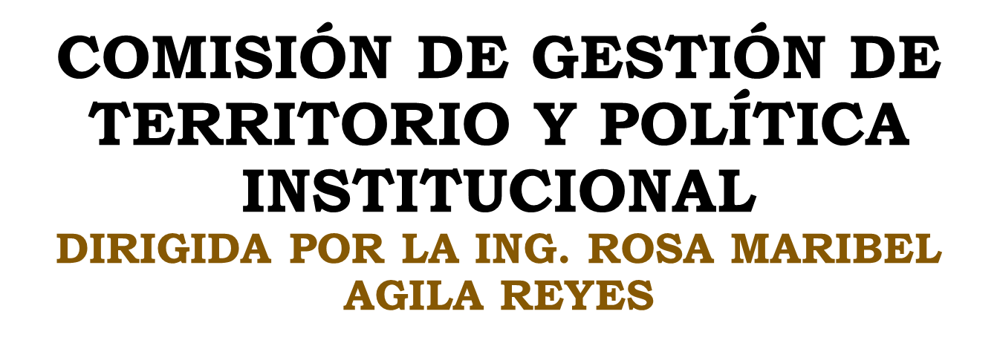 COMISIÓN DE GESTIÓN DE
TERRITORIO Y POLÍTICA
INSTITUCIONAL
DIRIGIDA POR LA ING. ROSA MARIBEL
AGILA REYES